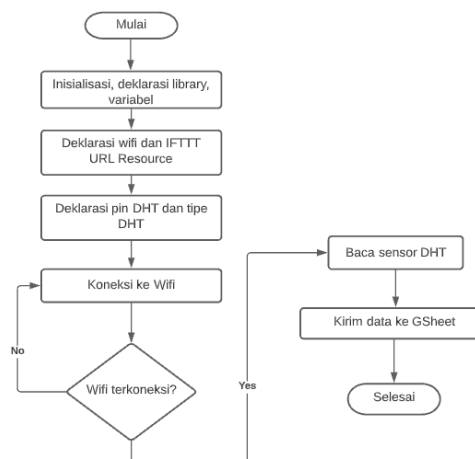 Mulai
Inisialisasi, deklarasi library,
variabel
Deklarasi wifi dan IFTTT
URL Resource
Deklarasi pin DHT dan tipe
DHT
Koneksi ke Wifi
No
Wifi terkoneksi?
Yes
Baca sensor DHT
Kirim data ke GSheet
Selesai